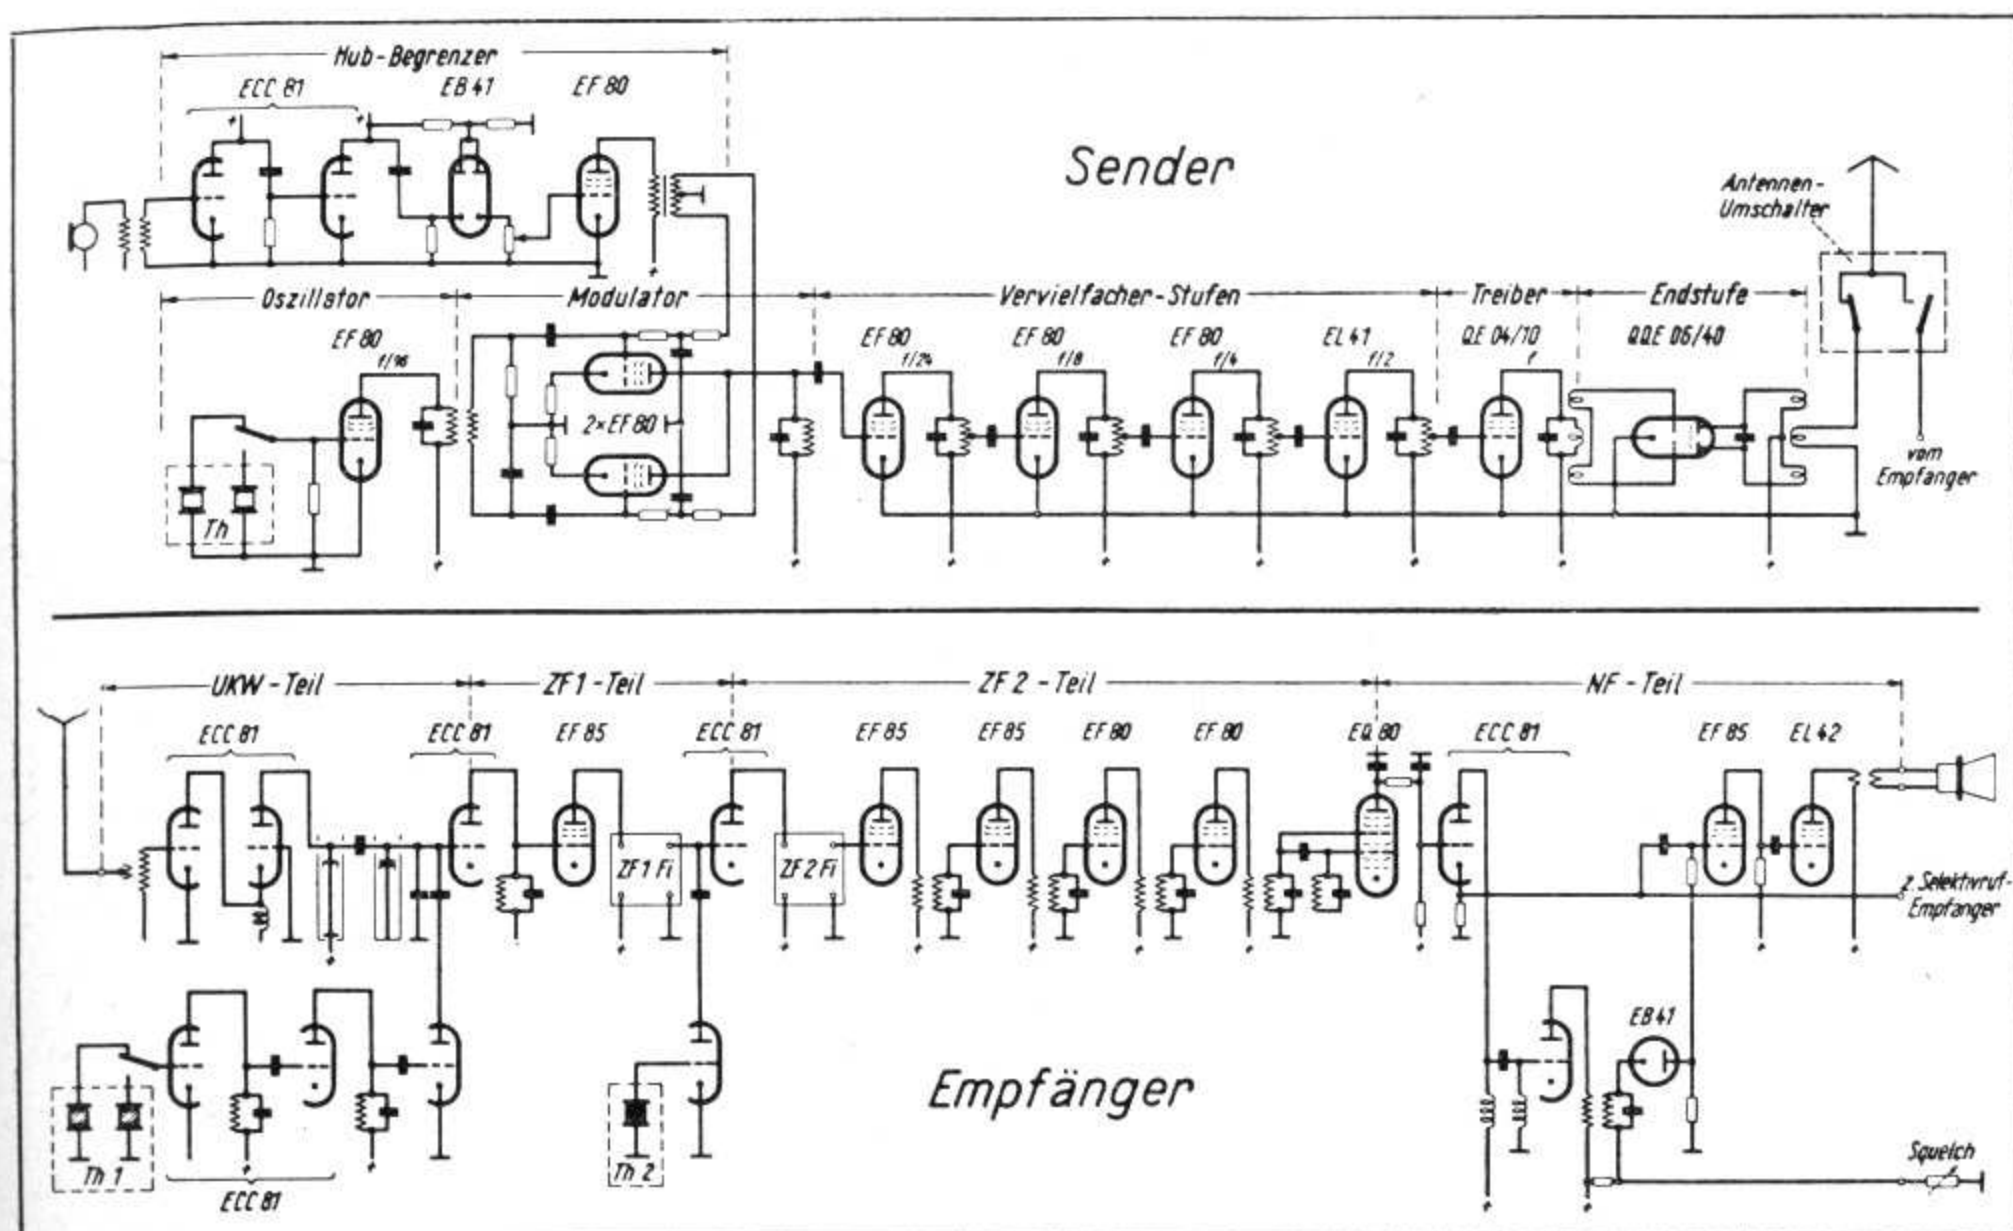 Hub-Begrenzer
ECC 81 EB 41 EF 80
+ +
Sender
Antennen-
Umschalter
+
Oszillator Modulator Vervielfacher-Stufen Treiber Endstufe
EF 80 EF 80 EF 80 EF 80 EL 41 QE 04/10 QQE 06/40
f/96 f/24 f/8 f/4 f/2 f
2×EF 80
vom
Empfänger
Th
+ + + + + + + +
UKW-Teil ZF1-Teil ZF 2-Teil NF-Teil
ECC 81 ECC 81 EF 85 ECC 81 EF 85 EF 85 EF 80 EF 80 EQ 80 ECC 81 EF 85 EL 42
ZF 1 Fi ZF 2 Fi
z. Selektivruf-
Empfänger
+ + + + + + + + + + +
EB 41
Empfänger
Th 1 Th 2
+ +
ECC 81
Squelch
+ +